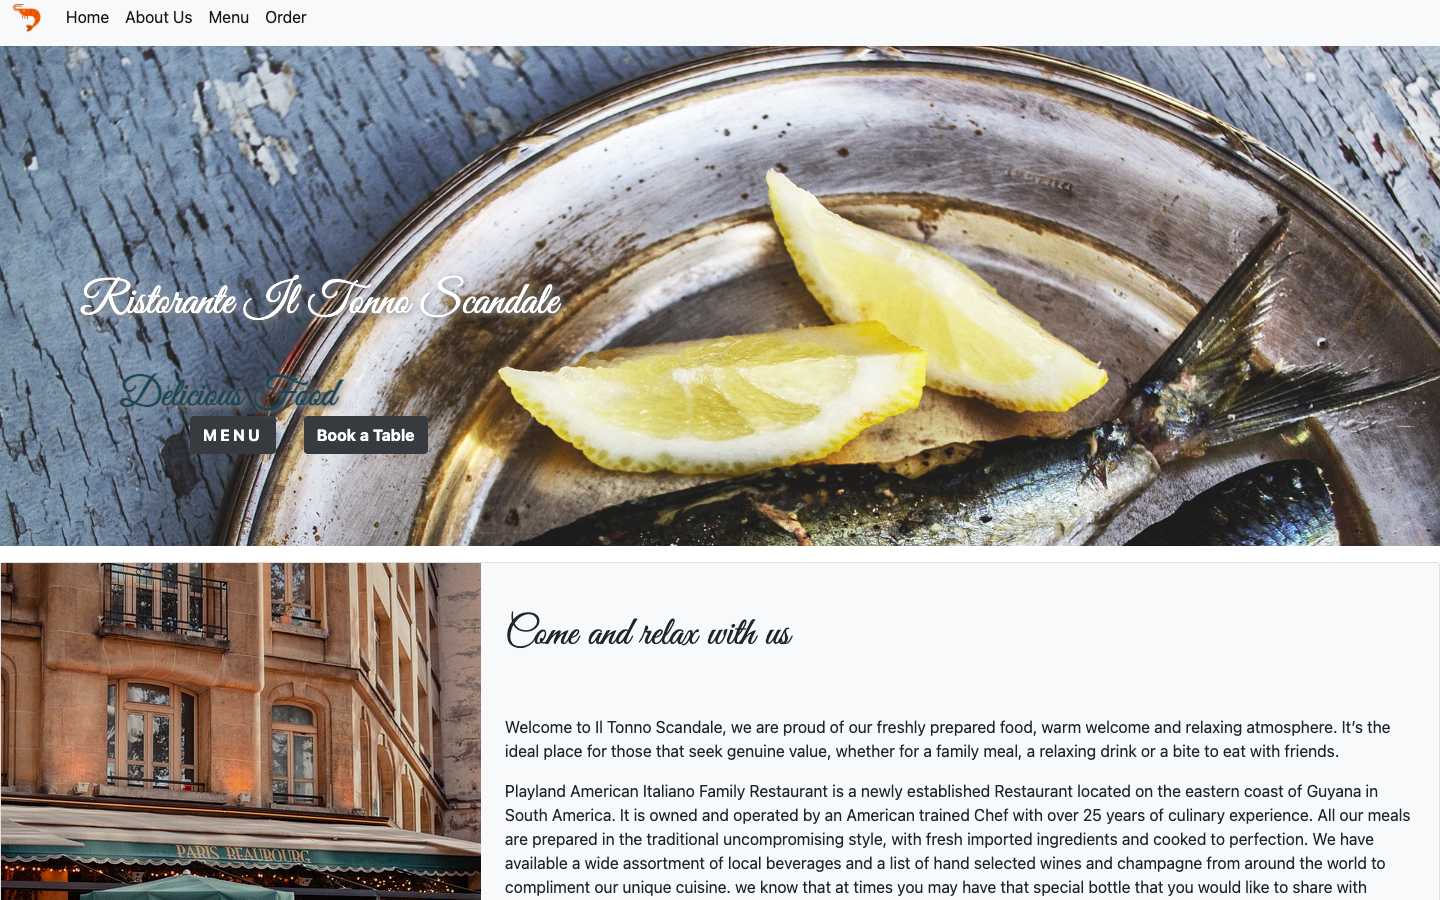 Home About Us Menu Order
Ristorante Il Tonno Scandale
Delicious Food
MENU Book a Table
Come and relax with us
Welcome to Il Tonno Scandale, we are proud of our freshly prepared food, warm welcome and relaxing atmosphere. It’s the
ideal place for those that seek genuine value, whether for a family meal, a relaxing drink or a bite to eat with friends.
Playland American Italiano Family Restaurant is a newly established Restaurant located on the eastern coast of Guyana in
South America. It is owned and operated by an American trained Chef with over 25 years of culinary experience. All our meals
are prepared in the traditional uncompromising style, with fresh imported ingredients and cooked to perfection. We have
available a wide assortment of local beverages and a list of hand selected wines and champagne from around the world to
compliment our unique cuisine. we know that at times you may have that special bottle that you would like to share with
PARIS BEAUBOURG